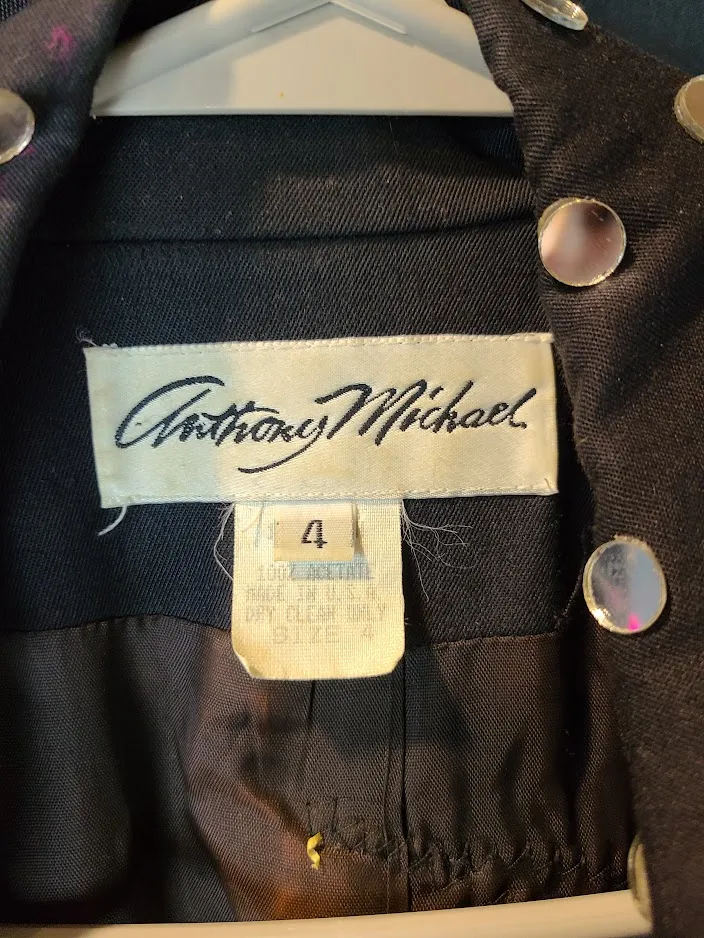 Anthony Michael
4
100% ACETATE
MADE IN U.S.A
DRY CLEAN ONLY
SIZE 4